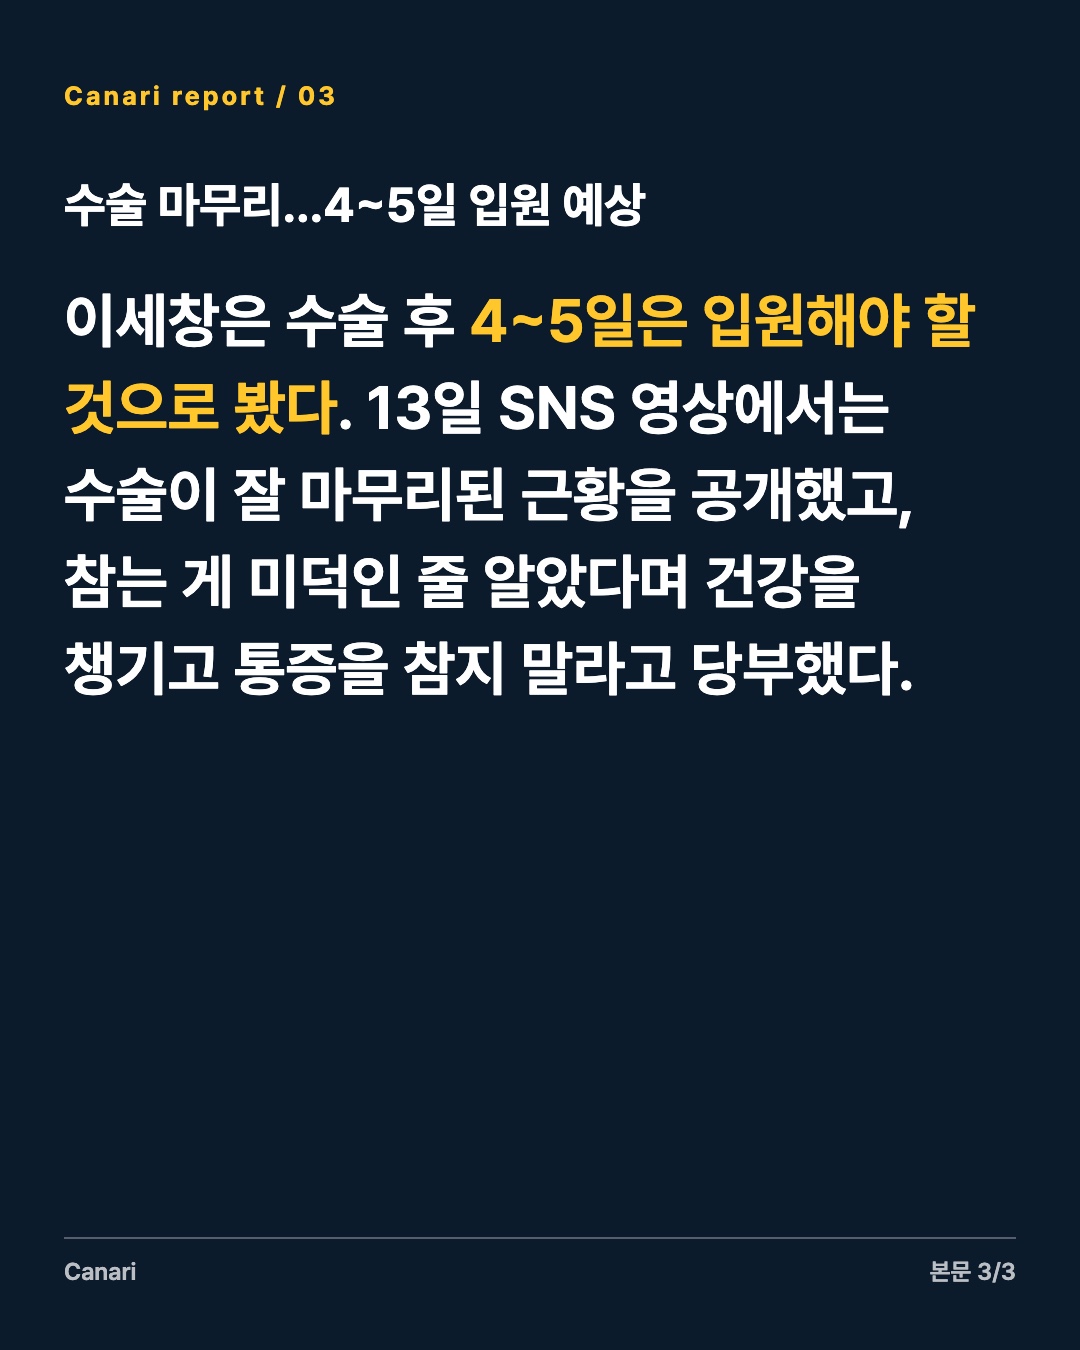 Canari report / 03
수술 마무리...4~5일 입원 예상
이세창은 수술 후 4~5일은 입원해야 할
것으로 봤다. 13일 SNS 영상에서는
수술이 잘 마무리된 근황을 공개했고,
참는 게 미덕인 줄 알았다며 건강을
챙기고 통증을 참지 말라고 당부했다.
Canari
본문 3/3